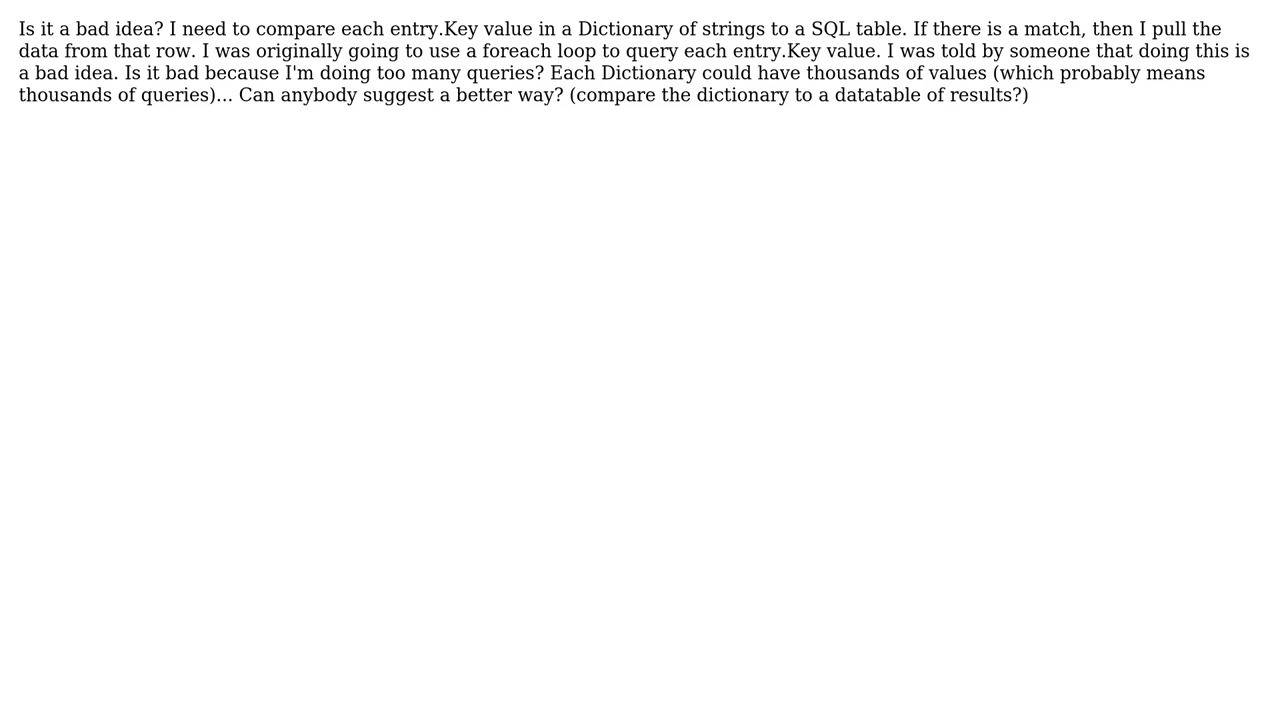 Is it a bad idea? I need to compare each entry.Key value in a Dictionary of strings to a SQL table. If there is a match, then I pull the
data from that row. I was originally going to use a foreach loop to query each entry.Key value. I was told by someone that doing this is
a bad idea. Is it bad because I'm doing too many queries? Each Dictionary could have thousands of values (which probably means
thousands of queries)... Can anybody suggest a better way? (compare the dictionary to a datatable of results?)